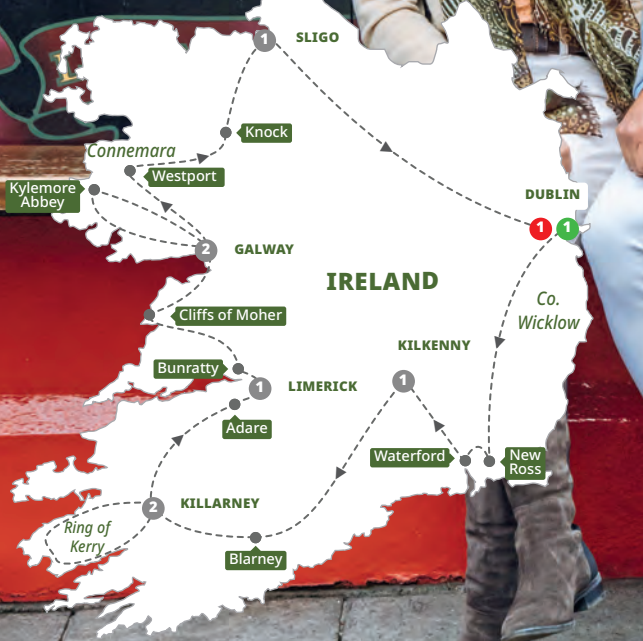 1
SLIGO
Knock
Connemara
Westport
Kylemore
Abbey
DUBLIN
1
1
2
GALWAY
IRELAND
Co.
Wicklow
Cliffs of Moher
KILKENNY
Bunratty
1
LIMERICK
1
Adare
Waterford
New
Ross
2
KILLARNEY
Ring of
Kerry
Blarney